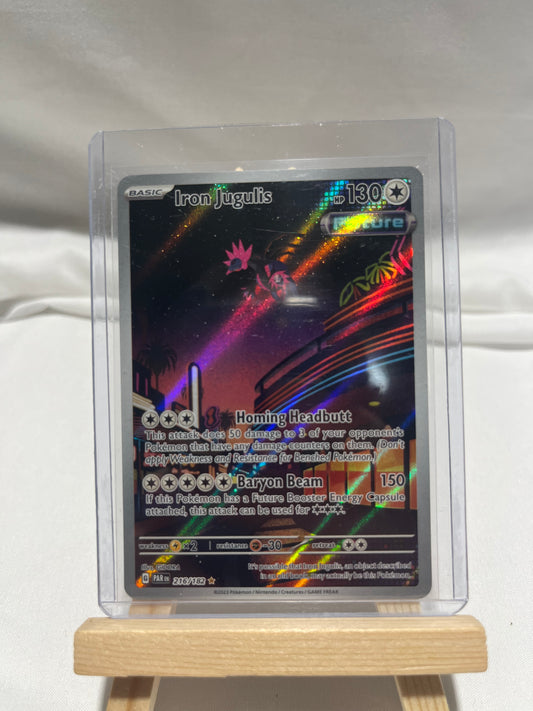 BASIC
Iron Jugulis
HP 130
Future
Homing Headbutt
This attack does 50 damage to 3 of your opponent's
Pokémon that have any damage counters on them. (Don't
apply Weakness and Resistance for Benched Pokémon.)
Baryon Beam 150
If this Pokémon has a Future Booster Energy Capsule
attached, this attack can be used for
weakness ×2 resistance -30 retreat
Illus.
G PAR EN 216/182
It's possible that Iron Jugulis, an object described
in an old book, may actually be this Pokémon.
©2023 Pokémon / Nintendo / Creatures / GAME FREAK